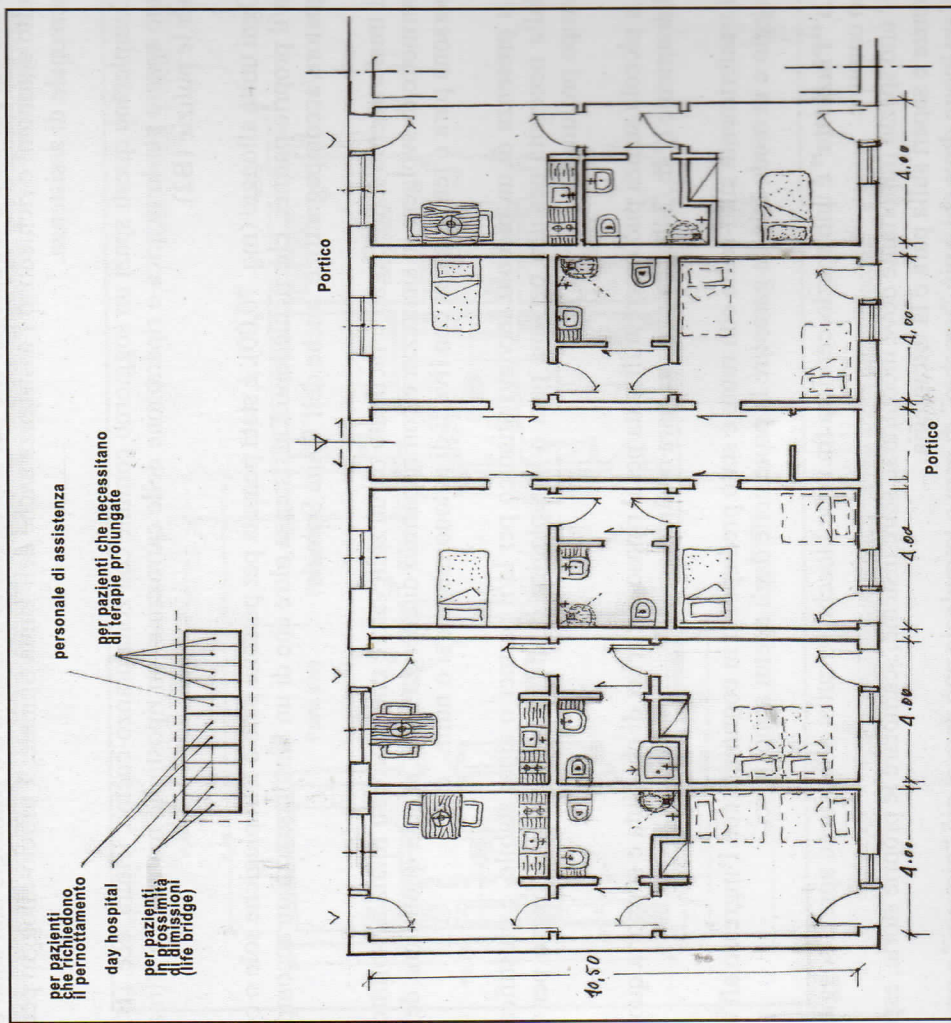 personale di assistenza
per pazienti che necessitano
di terapie prolungate
per pazienti
che richiedono
il pernottamento
day hospital
per pazienti
in prossimità
di dimissioni
(life bridge)
Portico
10,50
4.00
4.00
4.00
4,00
4,00
Portico